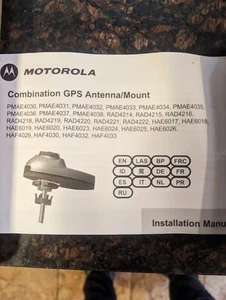 MOTOROLA
Combination GPS Antenna/Mount
PMAE4030, PMAE4031, PMAE4032, PMAE4033, PMAE4034, PMAE4035,
PMAE4036, PMAE4037, PMAE4038, RAD4214, RAD4215, RAD4216,
RAD4218, RAD4219, RAD4220, RAD4221, RAD4222, HAE6017, HAE6018,
HAE6019, HAE6020, HAE6023, HAE6024, HAE6025, HAE6026,
HAF4029, HAF4030, HAF4032, HAF4033
EN LAS BP FRC
ID DE FR
ES IT NL PR
RU
Installation Manu